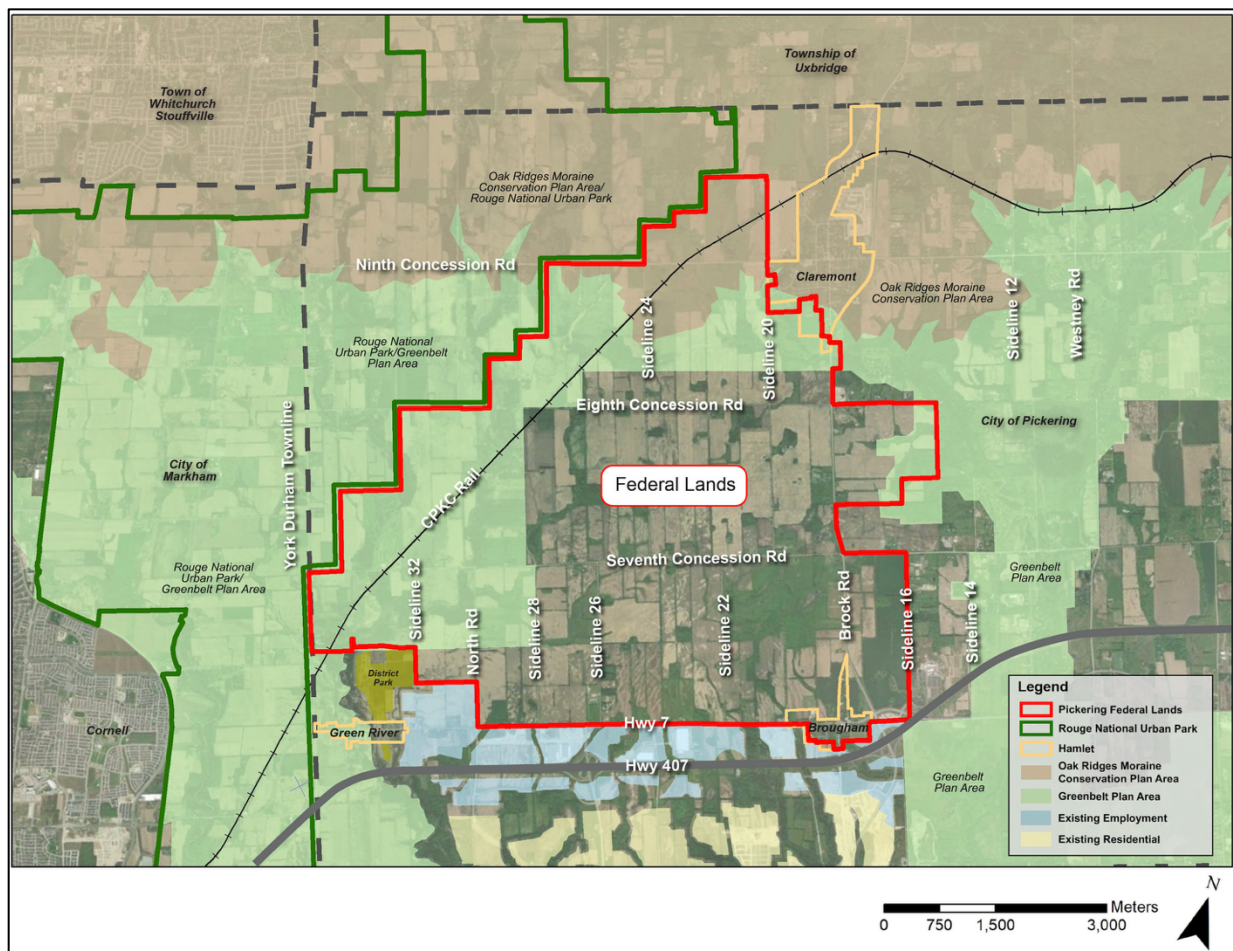 Township of
Uxbridge
Town of
Whitchurch
Stouffville
Oak Ridges Moraine
Conservation Plan Area/
Rouge National Urban Park
Ninth Concession Rd
Claremont
Oak Ridges Moraine
Conservation Plan Area
Sideline 12
Westney Rd
Sideline 24
Sideline 20
Rouge National
Urban Park/Greenbelt
Plan Area
Eighth Concession Rd
City of Pickering
City of
Markham
York Durham Townline
CPKC Rail
Federal Lands
Seventh Concession Rd
Rouge National
Urban Park/
Greenbelt Plan Area
Greenbelt
Plan Area
Sideline 32
North Rd
Sideline 28
Sideline 26
Sideline 22
Brock Rd
Sideline 16
Sideline 14
District
Park
Cornell
Green River
Hwy 7
Brougham
Hwy 407
Greenbelt
Plan Area
Legend
Pickering Federal Lands
Rouge National Urban Park
Hamlet
Oak Ridges Moraine
Conservation Plan Area
Greenbelt Plan Area
Existing Employment
Existing Residential
N
Meters
0 750 1,500 3,000